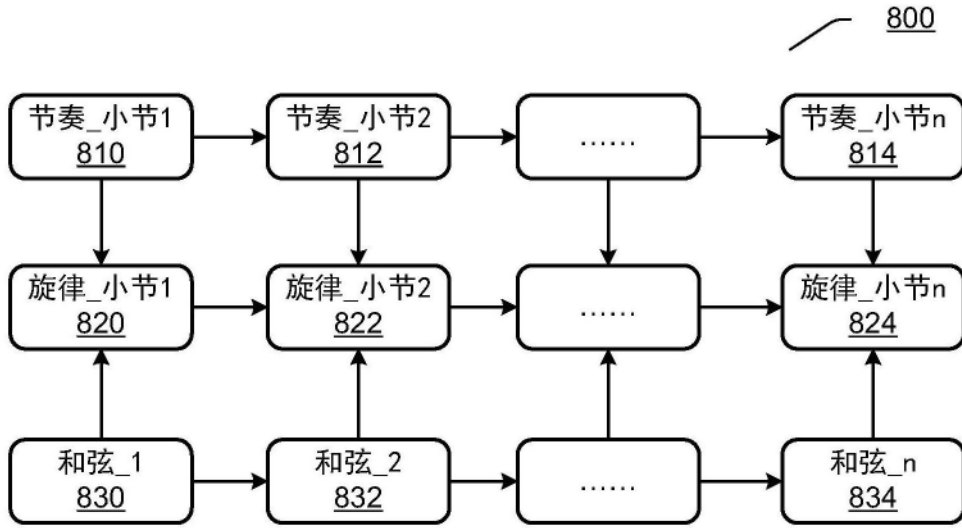 800
节奏_小节1
810
节奏_小节2
812
……
节奏_小节n
814
旋律_小节1
820
旋律_小节2
822
……
旋律_小节n
824
和弦_1
830
和弦_2
832
……
和弦_n
834